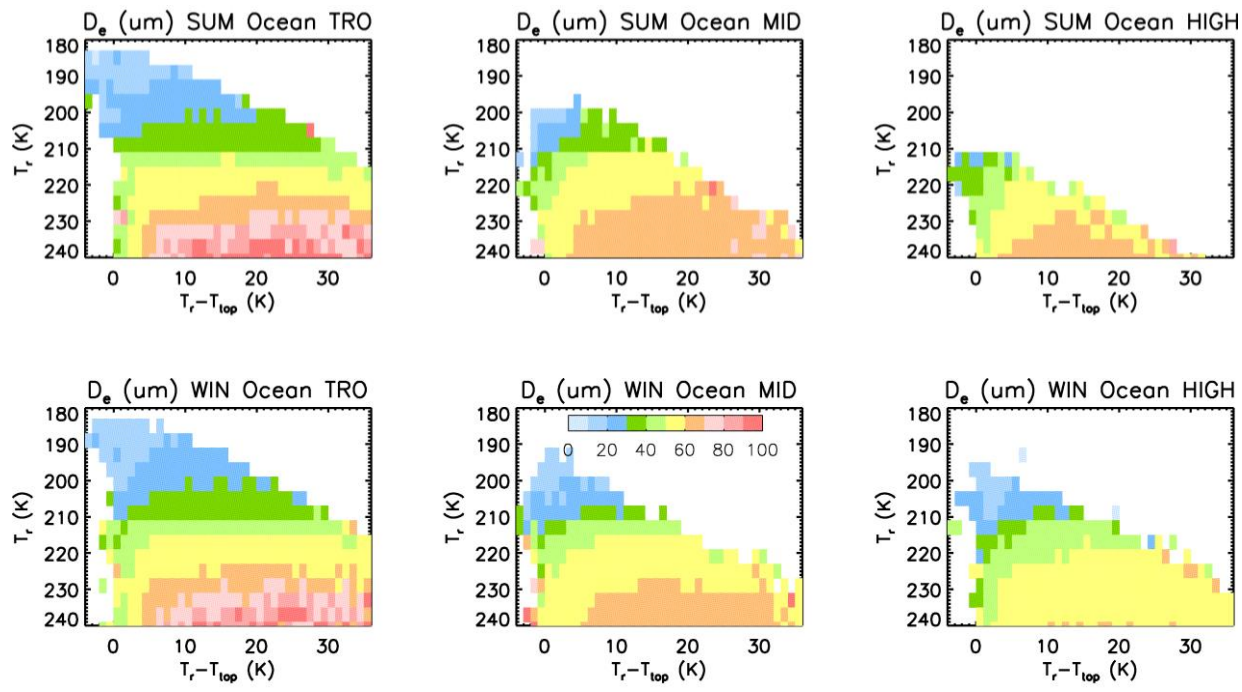 Dₑ (um) SUM Ocean TRO
Tᵣ (K)
180
190
200
210
220
230
240
0 10 20 30
Tᵣ−Tₜₒₚ (K)
Dₑ (um) SUM Ocean MID
Tᵣ (K)
180
190
200
210
220
230
240
0 10 20 30
Tᵣ−Tₜₒₚ (K)
Dₑ (um) SUM Ocean HIGH
Tᵣ (K)
180
190
200
210
220
230
240
0 10 20 30
Tᵣ−Tₜₒₚ (K)
Dₑ (um) WIN Ocean TRO
Tᵣ (K)
180
190
200
210
220
230
240
0 10 20 30
Tᵣ−Tₜₒₚ (K)
Dₑ (um) WIN Ocean MID
0 20 40 60 80 100
Tᵣ (K)
180
190
200
210
220
230
240
0 10 20 30
Tᵣ−Tₜₒₚ (K)
Dₑ (um) WIN Ocean HIGH
Tᵣ (K)
180
190
200
210
220
230
240
0 10 20 30
Tᵣ−Tₜₒₚ (K)